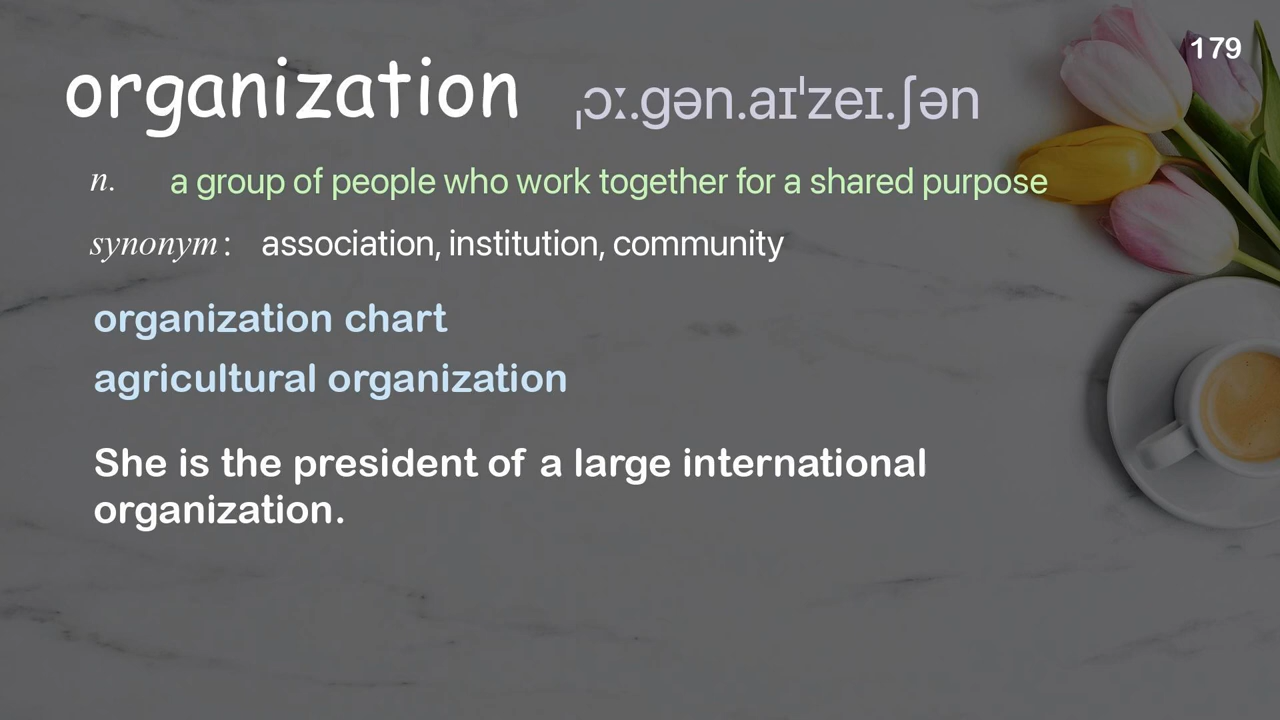 179
organization ˌɔː.gən.aɪˈzeɪ.ʃən
n. a group of people who work together for a shared purpose
synonym: association, institution, community
organization chart
agricultural organization
She is the president of a large international
organization.